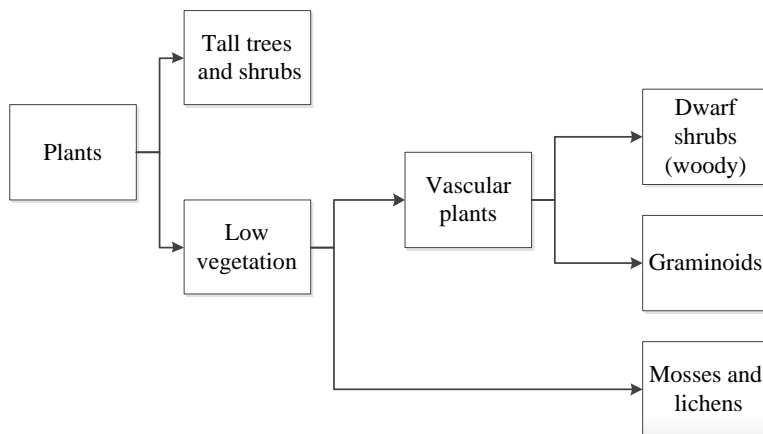 Tall trees
and shrubs
Plants
Low
vegetation
Vascular
plants
Dwarf
shrubs
(woody)
Graminoids
Mosses and
lichens